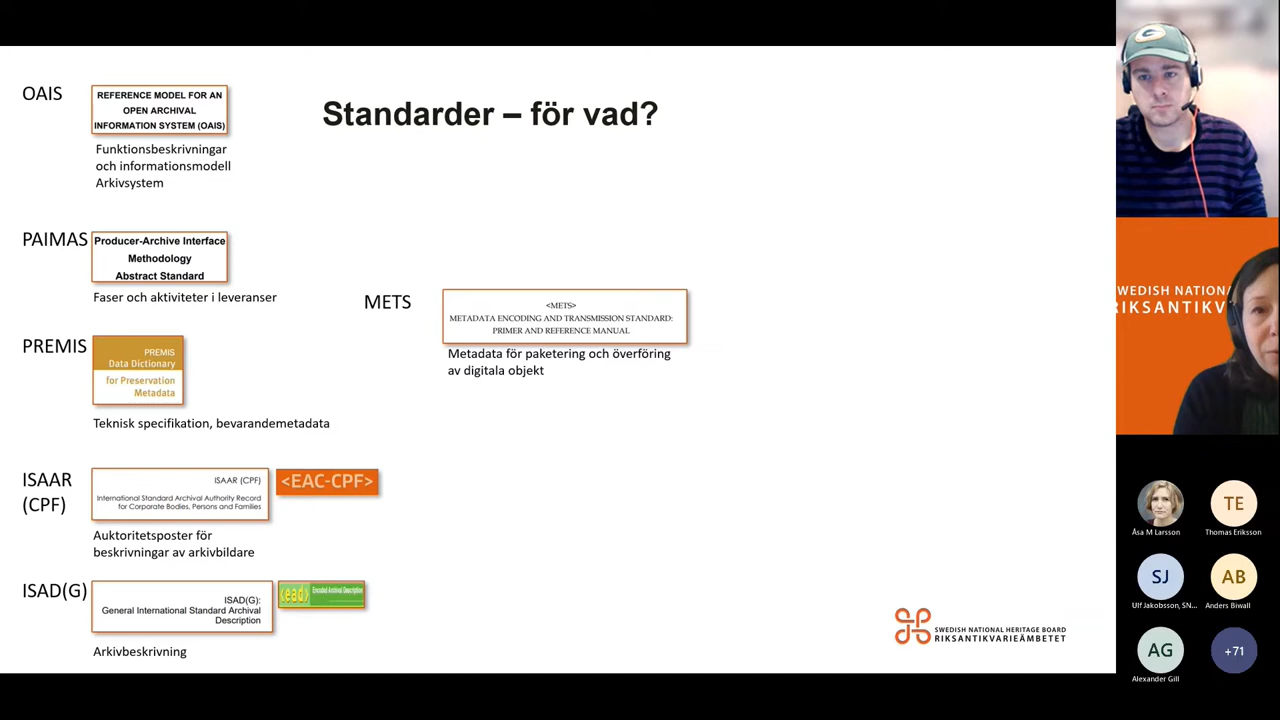 Standarder – för vad?
OAIS
REFERENCE MODEL FOR AN
OPEN ARCHIVAL
INFORMATION SYSTEM (OAIS)
Funktionsbeskrivningar
och informationsmodell
Arkivsystem
PAIMAS
Producer-Archive Interface
Methodology
Abstract Standard
Faser och aktiviteter i leveranser
PREMIS
PREMIS
Data Dictionary
for Preservation
Metadata
Teknisk specifikation, bevarandemetadata
ISAAR
(CPF)
ISAAR (CPF)
International Standard Archival Authority Record
for Corporate Bodies, Persons and Families
<EAC-CPF>
Auktoritetsposter för
beskrivningar av arkivbildare
ISAD(G)
ISAD(G):
General International Standard Archival
Description
<ead>
Encoded Archival Description
Arkivbeskrivning
METS
<METS>
METADATA ENCODING AND TRANSMISSION STANDARD:
PRIMER AND REFERENCE MANUAL
Metadata för paketering och överföring
av digitala objekt
SWEDISH NATIONAL HERITAGE BOARD
RIKSANTIKVARIEÄMBETET
G
SWEDISH NATION
RIKSANTIKV
Åsa M Larsson
TE
Thomas Eriksson
SJ
Ulf Jakobsson, SN...
AB
Anders Biwall
AG
Alexander Gill
+71